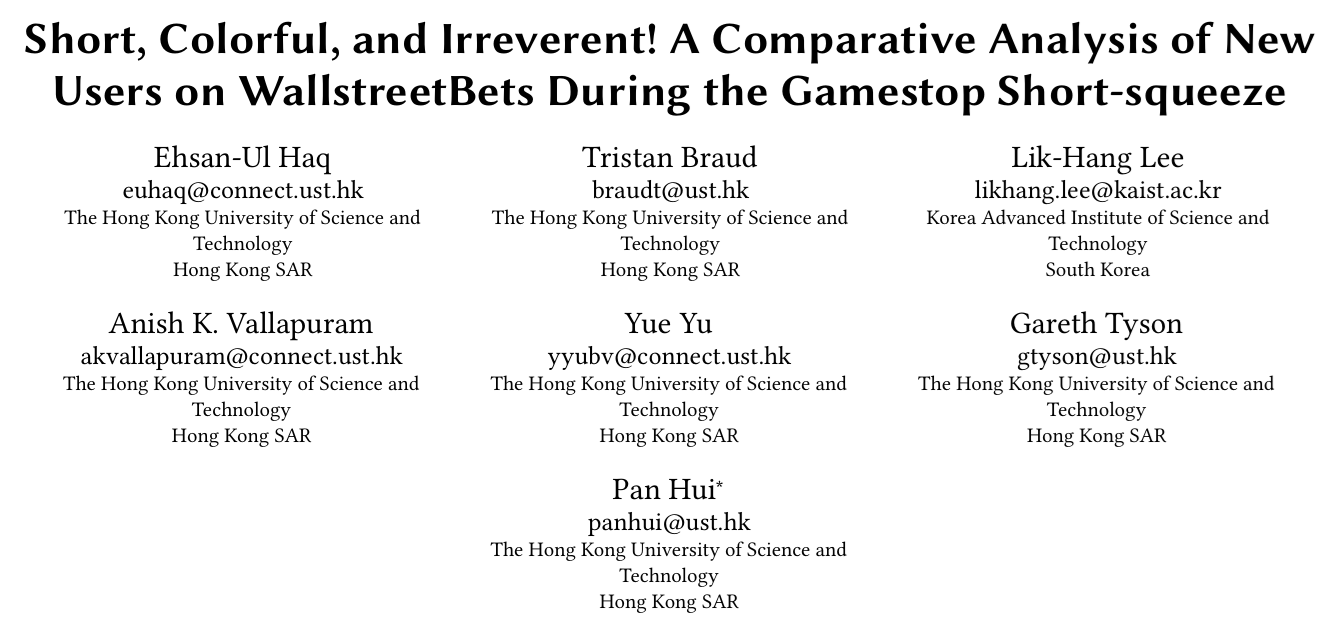 Short, Colorful, and Irreverent! A Comparative Analysis of New
Users on WallstreetBets During the Gamestop Short-squeeze
Ehsan-Ul Haq
euhaq@connect.ust.hk
The Hong Kong University of Science and
Technology
Hong Kong SAR
Tristan Braud
braudt@ust.hk
The Hong Kong University of Science and
Technology
Hong Kong SAR
Lik-Hang Lee
likhang.lee@kaist.ac.kr
Korea Advanced Institute of Science and
Technology
South Korea
Anish K. Vallapuram
akvallapuram@connect.ust.hk
The Hong Kong University of Science and
Technology
Hong Kong SAR
Yue Yu
yyubv@connect.ust.hk
The Hong Kong University of Science and
Technology
Hong Kong SAR
Gareth Tyson
gtyson@ust.hk
The Hong Kong University of Science and
Technology
Hong Kong SAR
Pan Hui*
panhui@ust.hk
The Hong Kong University of Science and
Technology
Hong Kong SAR